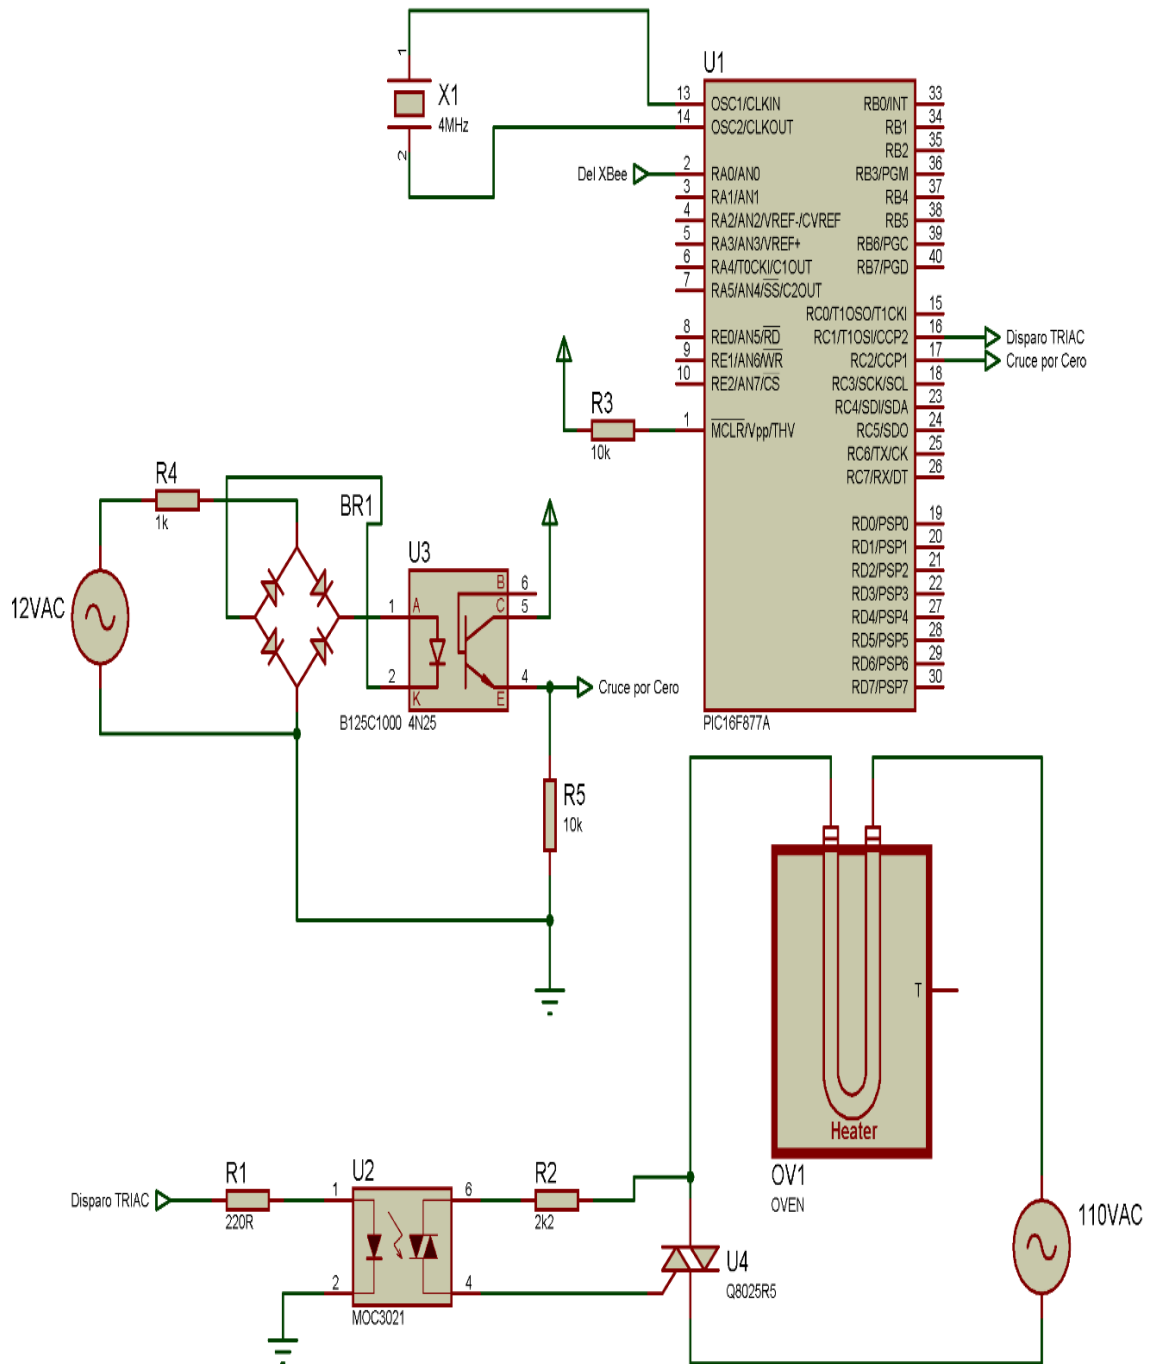 U1
1
X1
4MHz
2
13 OSC1/CLKIN RB0/INT 33
14 OSC2/CLKOUT RB1 34
RB2 35
Del XBee 2 RA0/AN0 RB3/PGM 36
3 RA1/AN1 RB4 37
4 RA2/AN2/VREF-/CVREF RB5 38
5 RA3/AN3/VREF+ RB6/PGC 39
6 RA4/T0CKI/C1OUT RB7/PGD 40
7 RA5/AN4/SS/C2OUT
RC0/T1OSO/T1CKI 15
8 RE0/AN5/RD RC1/T1OSI/CCP2 16 Disparo TRIAC
9 RE1/AN6/WR RC2/CCP1 17 Cruce por Cero
10 RE2/AN7/CS RC3/SCK/SCL 18
RC4/SDI/SDA 23
R3
10k
1 MCLR/Vpp/THV RC5/SDO 24
RC6/TX/CK 25
RC7/RX/DT 26
RD0/PSP0 19
RD1/PSP1 20
RD2/PSP2 21
RD3/PSP3 22
RD4/PSP4 27
RD5/PSP5 28
RD6/PSP6 29
RD7/PSP7 30
PIC16F877A
R4
1k
12VAC
BR1
B125C1000
U3
B 6
1 A C 5
2 K E 4
4N25
Cruce por Cero
R5
10k
T
Heater
OV1
OVEN
110VAC
Disparo TRIAC
R1
220R
U2
1 6
2 4
MOC3021
R2
2k2
U4
Q8025R5